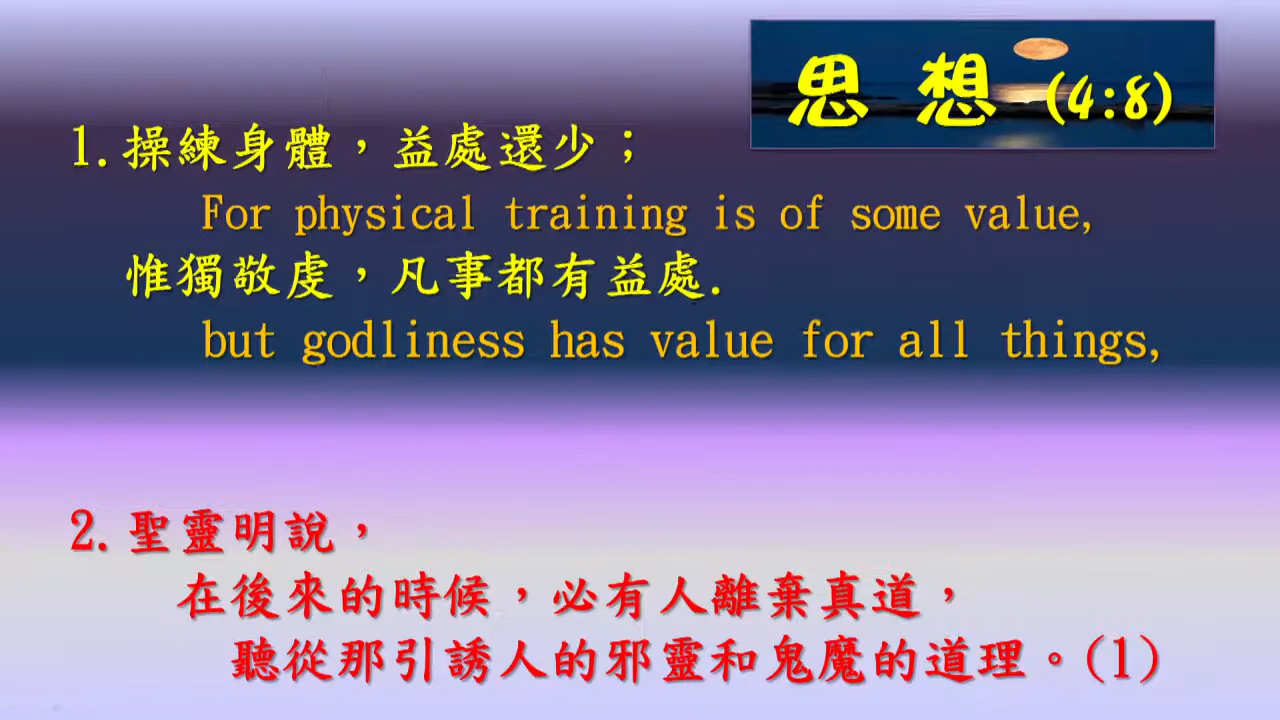 思 想 (4:8)
1.操練身體，益處還少；
For physical training is of some value,
惟獨敬虔，凡事都有益處.
but godliness has value for all things,
2.聖靈明說，
在後來的時候，必有人離棄真道，
聽從那引誘人的邪靈和鬼魔的道理。(1)